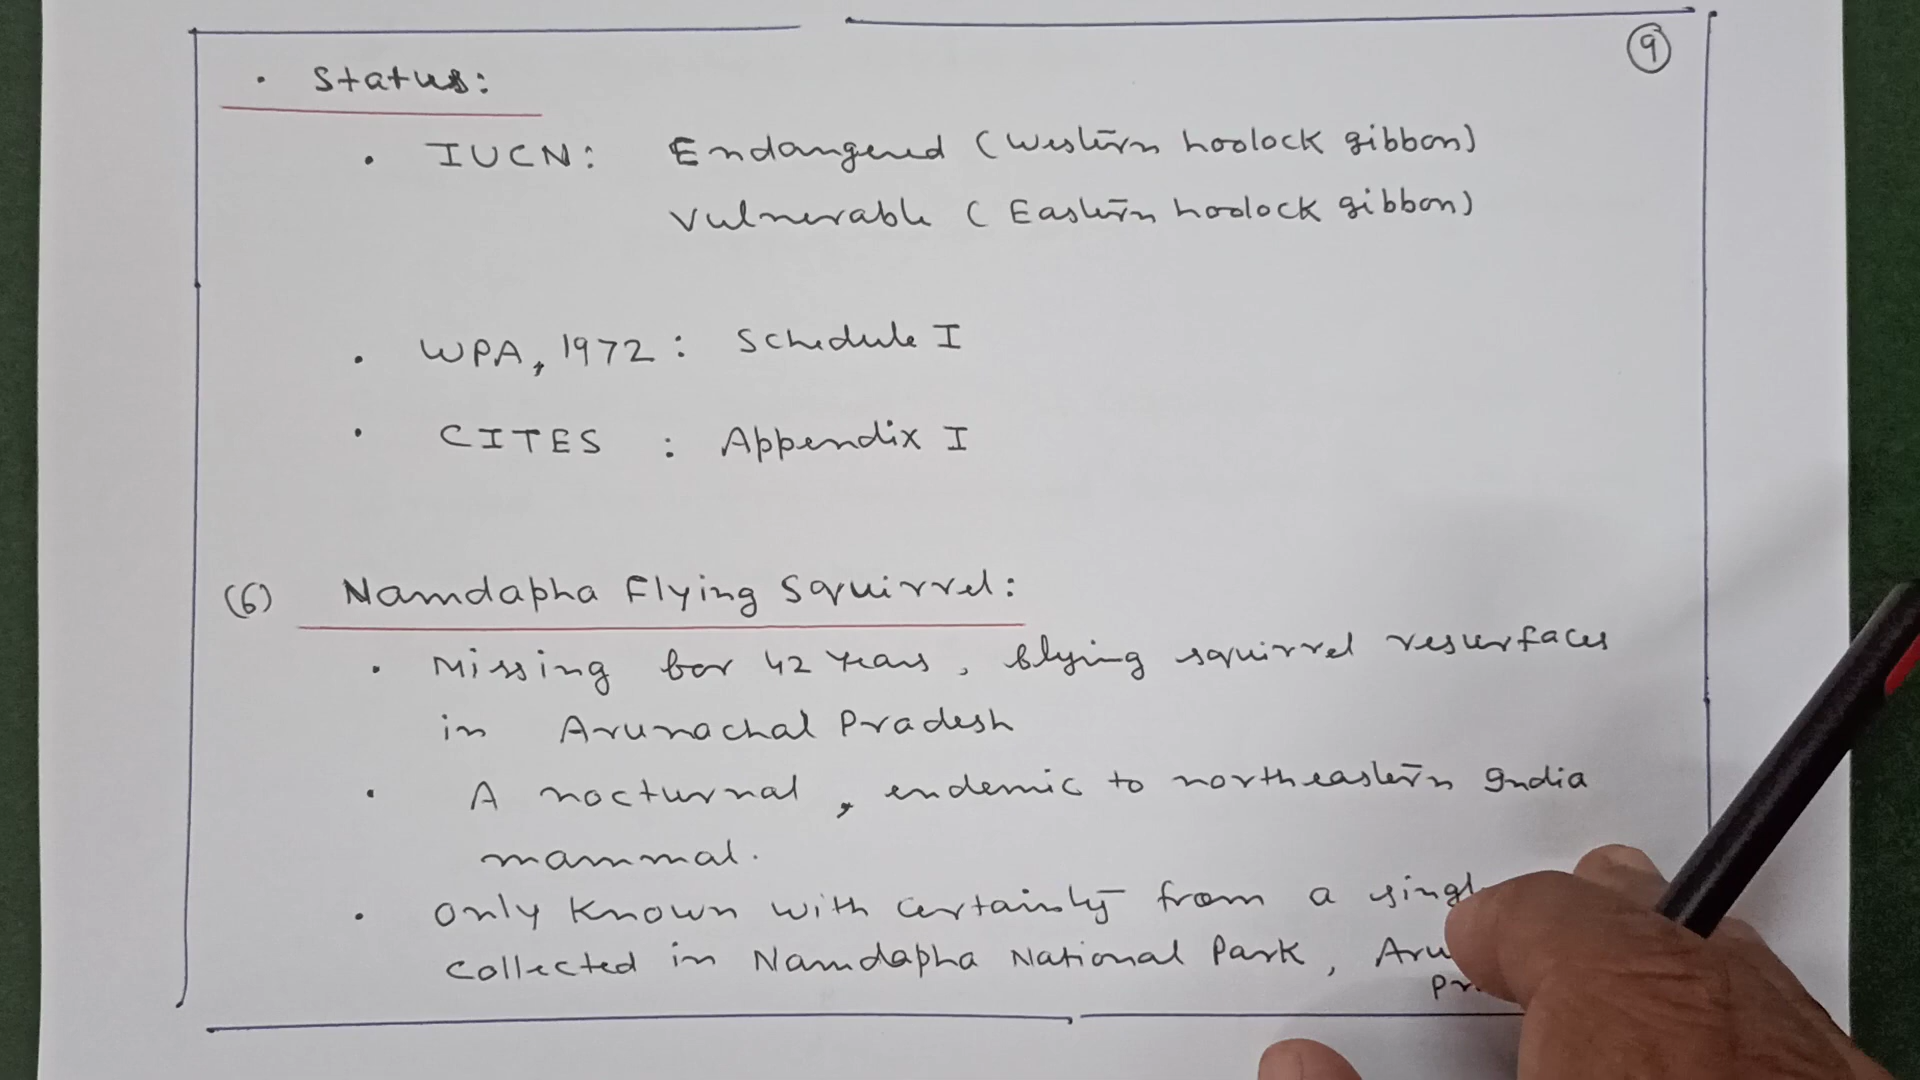 9
• Status:
• IUCN: Endangered (Western hoolock gibbon)
Vulnerable (Eastern hoolock gibbon)
• WPA, 1972: Schedule I
• CITES : Appendix I
(6) Namdapha Flying Squirrel:
• Missing for 42 Years, flying squirrel resurfaces
in Arunachal Pradesh
• A nocturnal, endemic to northeastern India
mammal.
• Only known with certainty from a
collected in Namdapha National Park,